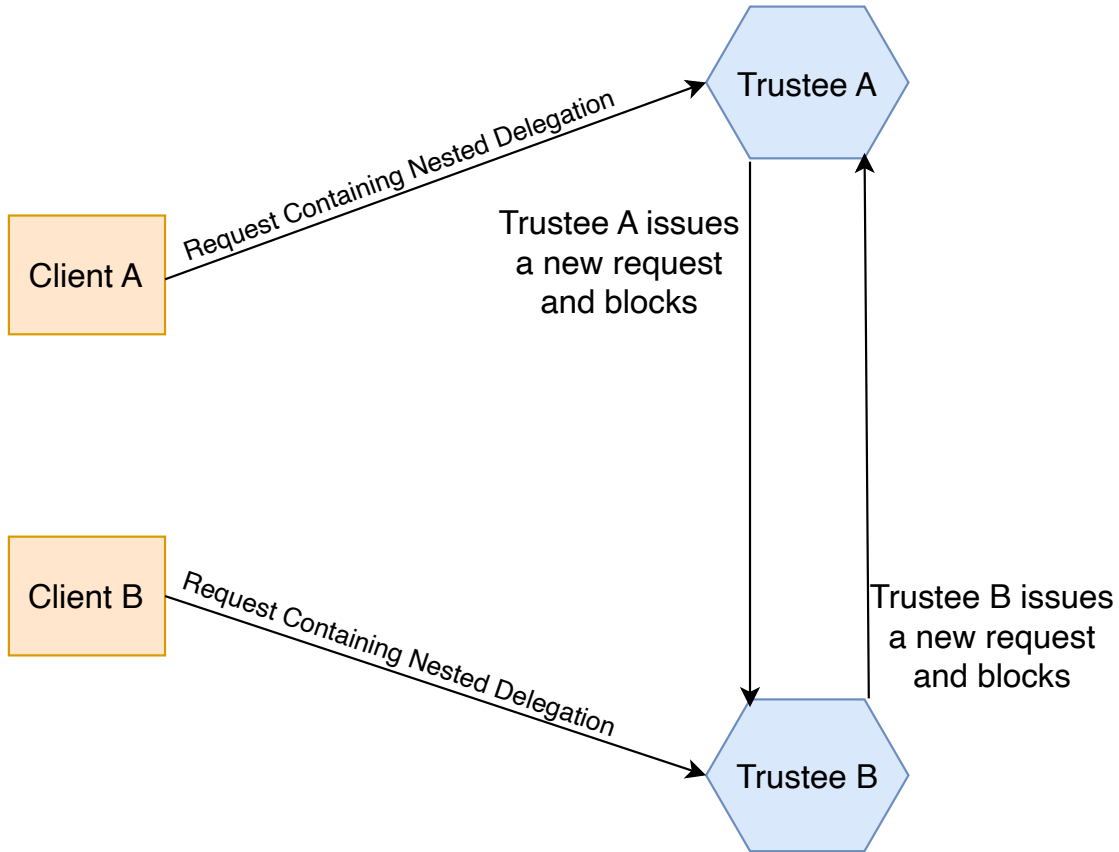 Trustee A
Request Containing Nested Delegation
Trustee A issues
a new request
and blocks
Client A
Client B
Request Containing Nested Delegation
Trustee B issues
a new request
and blocks
Trustee B